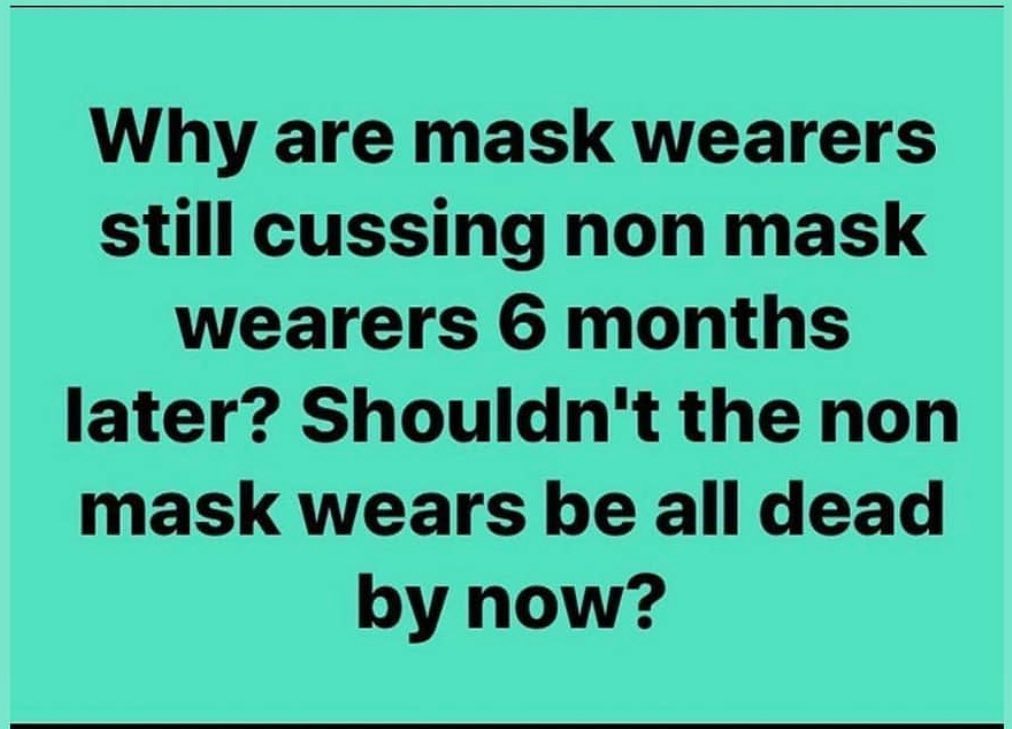 Why are mask wearers
still cussing non mask
wearers 6 months
later? Shouldn't the non
mask wears be all dead
by now?